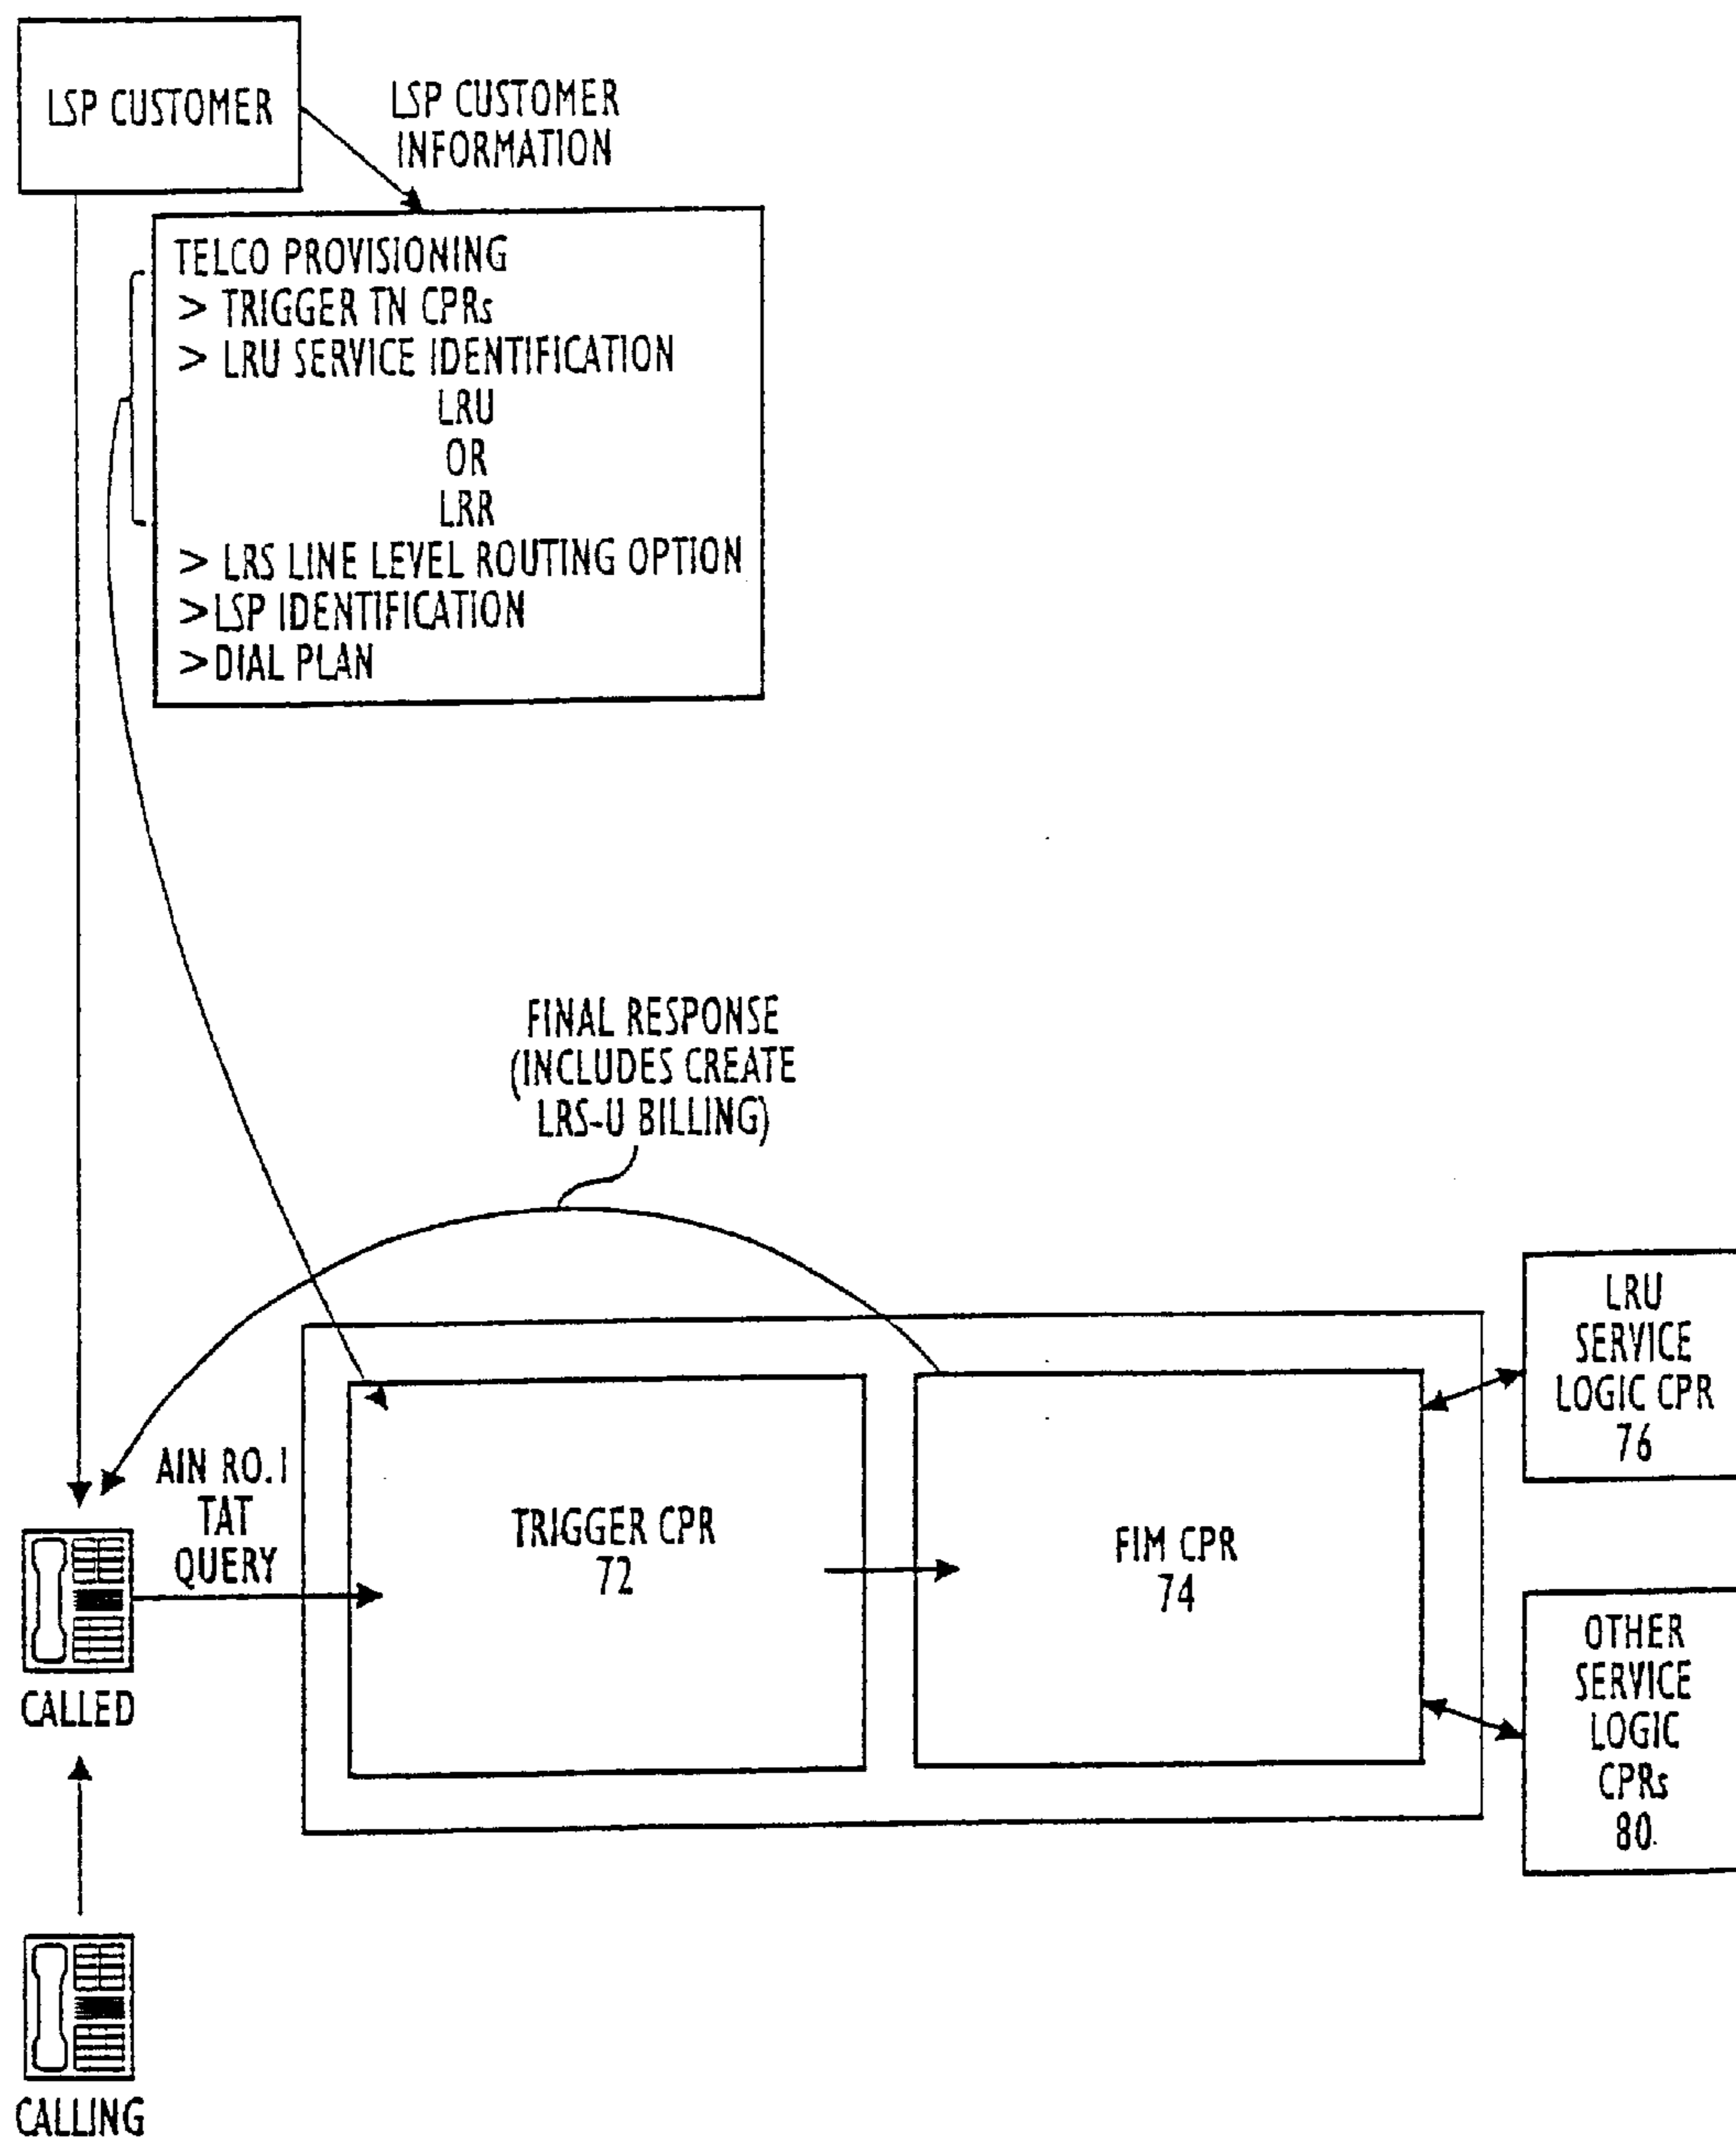 LSP CUSTOMER
LSP CUSTOMER
INFORMATION
TELCO PROVISIONING
> TRIGGER TN CPRs
> LRU SERVICE IDENTIFICATION
LRU
OR
LRR
> LRS LINE LEVEL ROUTING OPTION
>LSP IDENTIFICATION
>DIAL PLAN
FINAL RESPONSE
(INCLUDES CREATE
LRS-U BILLING)
LRU
SERVICE
LOGIC CPR
76
AIN RO.1
TAT
QUERY
TRIGGER CPR
72
FIM CPR
74
OTHER
SERVICE
LOGIC
CPRs
80
CALLED
CALLING